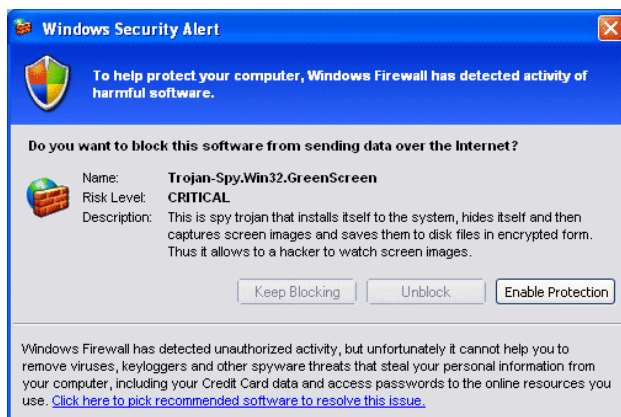 Windows Security Alert
To help protect your computer, Windows Firewall has detected activity of
harmful software.
Do you want to block this software from sending data over the Internet?
Name: Trojan-Spy.Win32.GreenScreen
Risk Level: CRITICAL
Description: This is spy trojan that installs itself to the system, hides itself and then
captures screen images and saves them to disk files in encrypted form.
Thus it allows to a hacker to watch screen images.
Keep Blocking Unblock Enable Protection
Windows Firewall has detected unauthorized activity, but unfortunately it cannot help you to
remove viruses, keyloggers and other spyware threats that steal your personal information from
your computer, including your Credit Card data and access passwords to the online resources you
use. Click here to pick recommended software to resolve this issue.